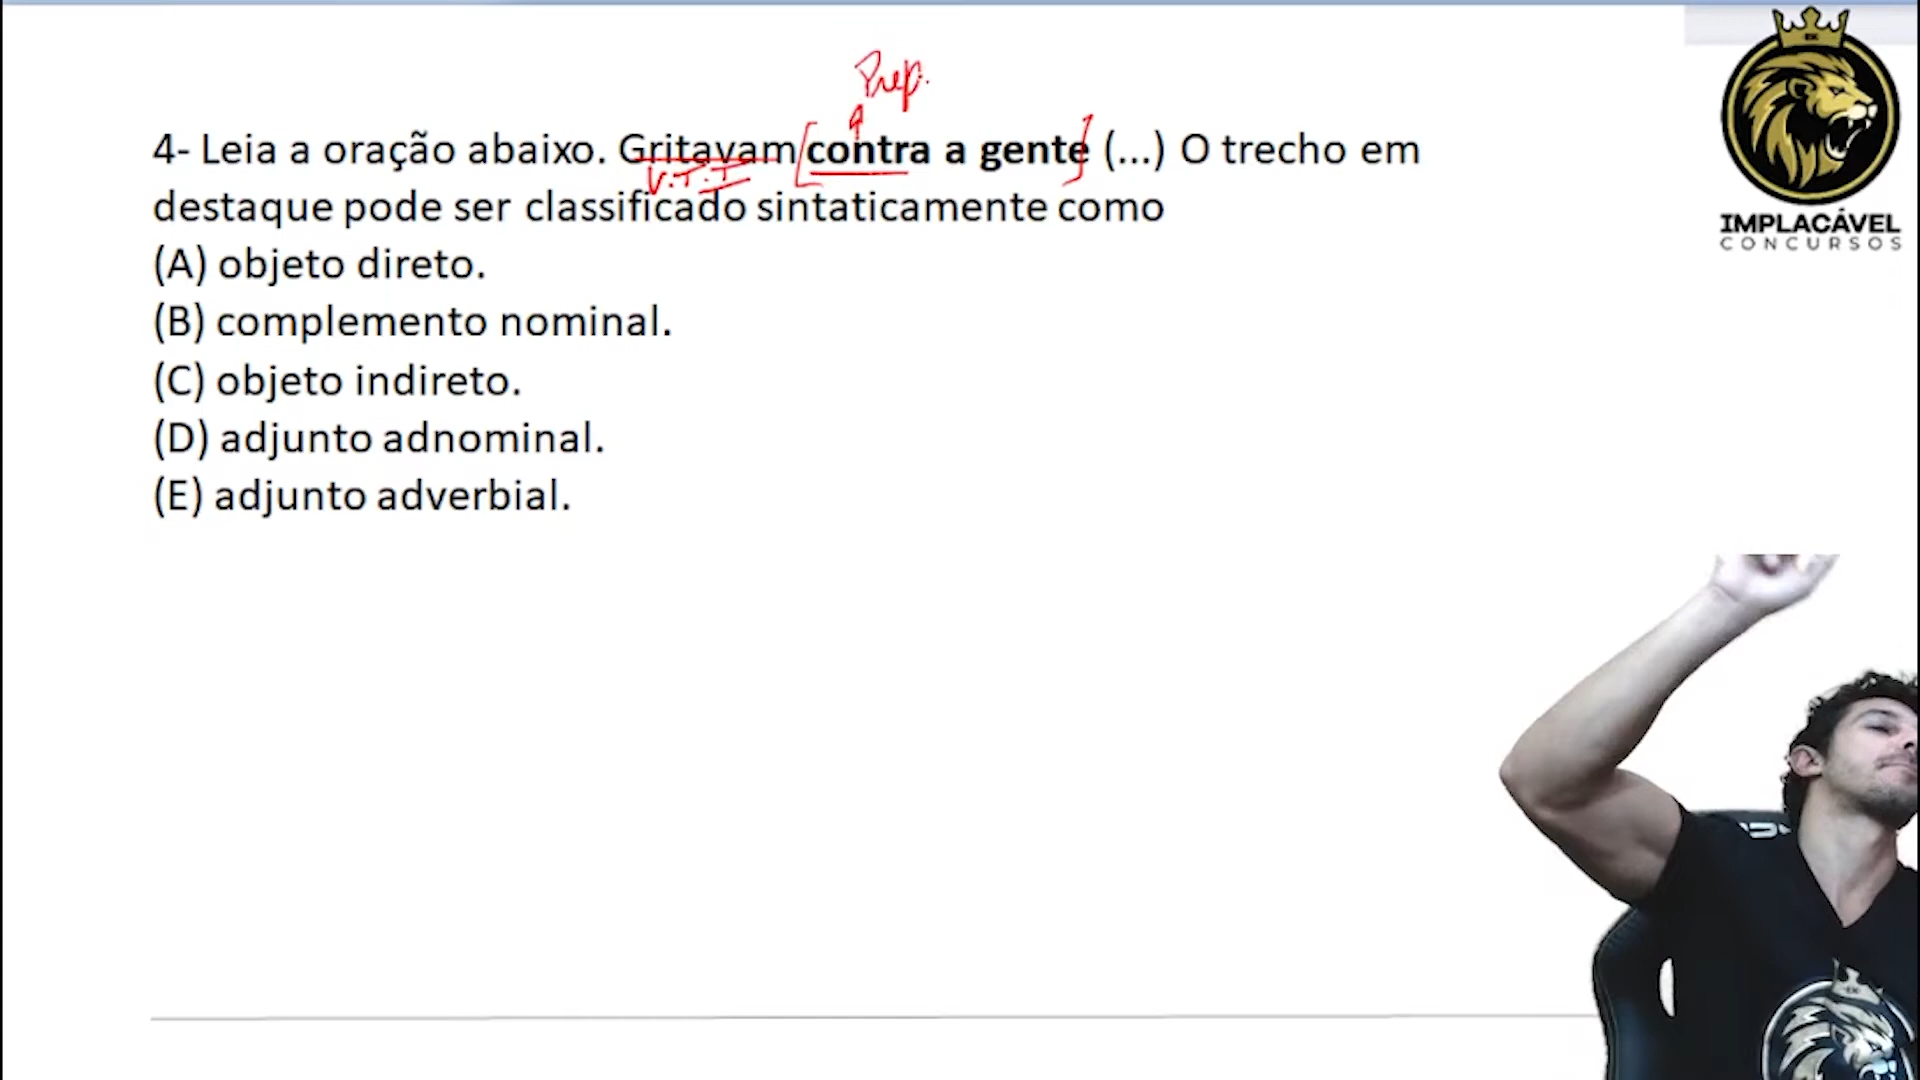 Prep.
4- Leia a oração abaixo. Gritavam contra a gente (...) O trecho em
V.T.I
destaque pode ser classificado sintaticamente como
(A) objeto direto.
(B) complemento nominal.
(C) objeto indireto.
(D) adjunto adnominal.
(E) adjunto adverbial.
IMPLACÁVEL
CONCURSOS